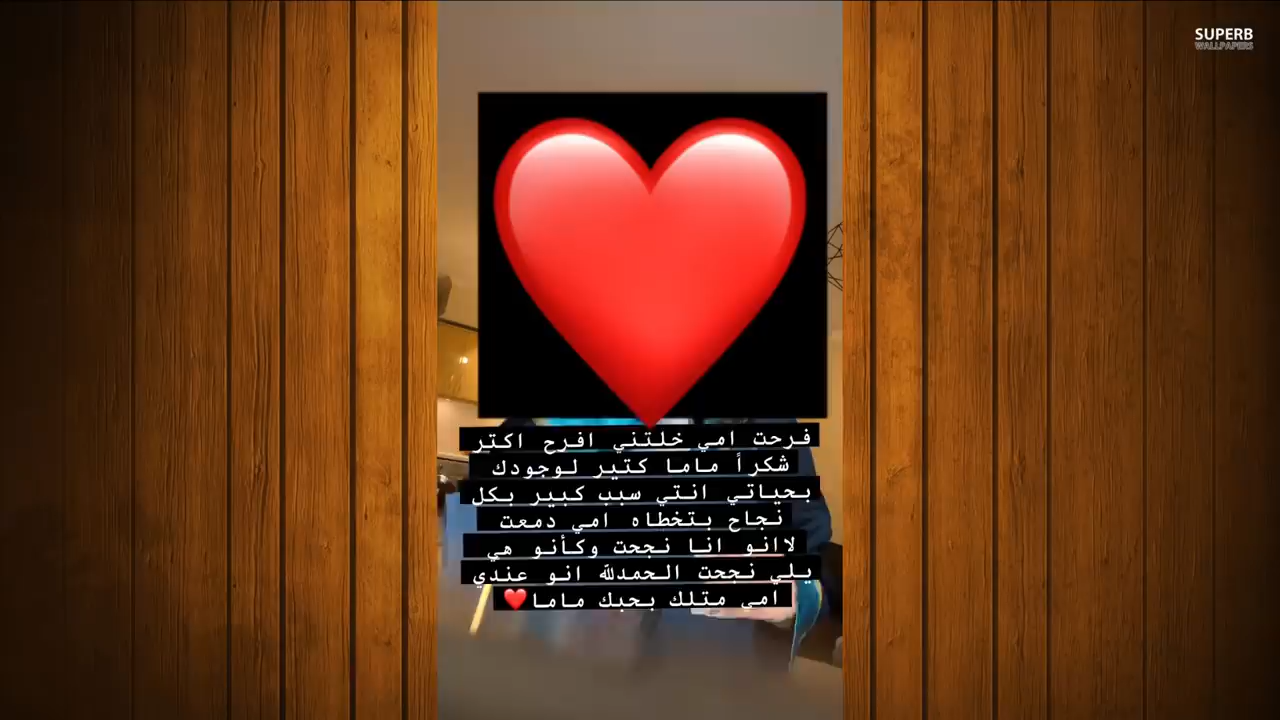 SUPERB
WALLPAPERS
فرحت امي خلتني افرح اكتر
شكراً ماما كتير لوجودك
بحياتي انتي سبب كبير بكل
نجاح بتخطاه امي دمعت
لاانو انا نجحت وكأنو هي
يلي نجحت الحمدلله انو عندي
امي متلك بحبك ماما❤️